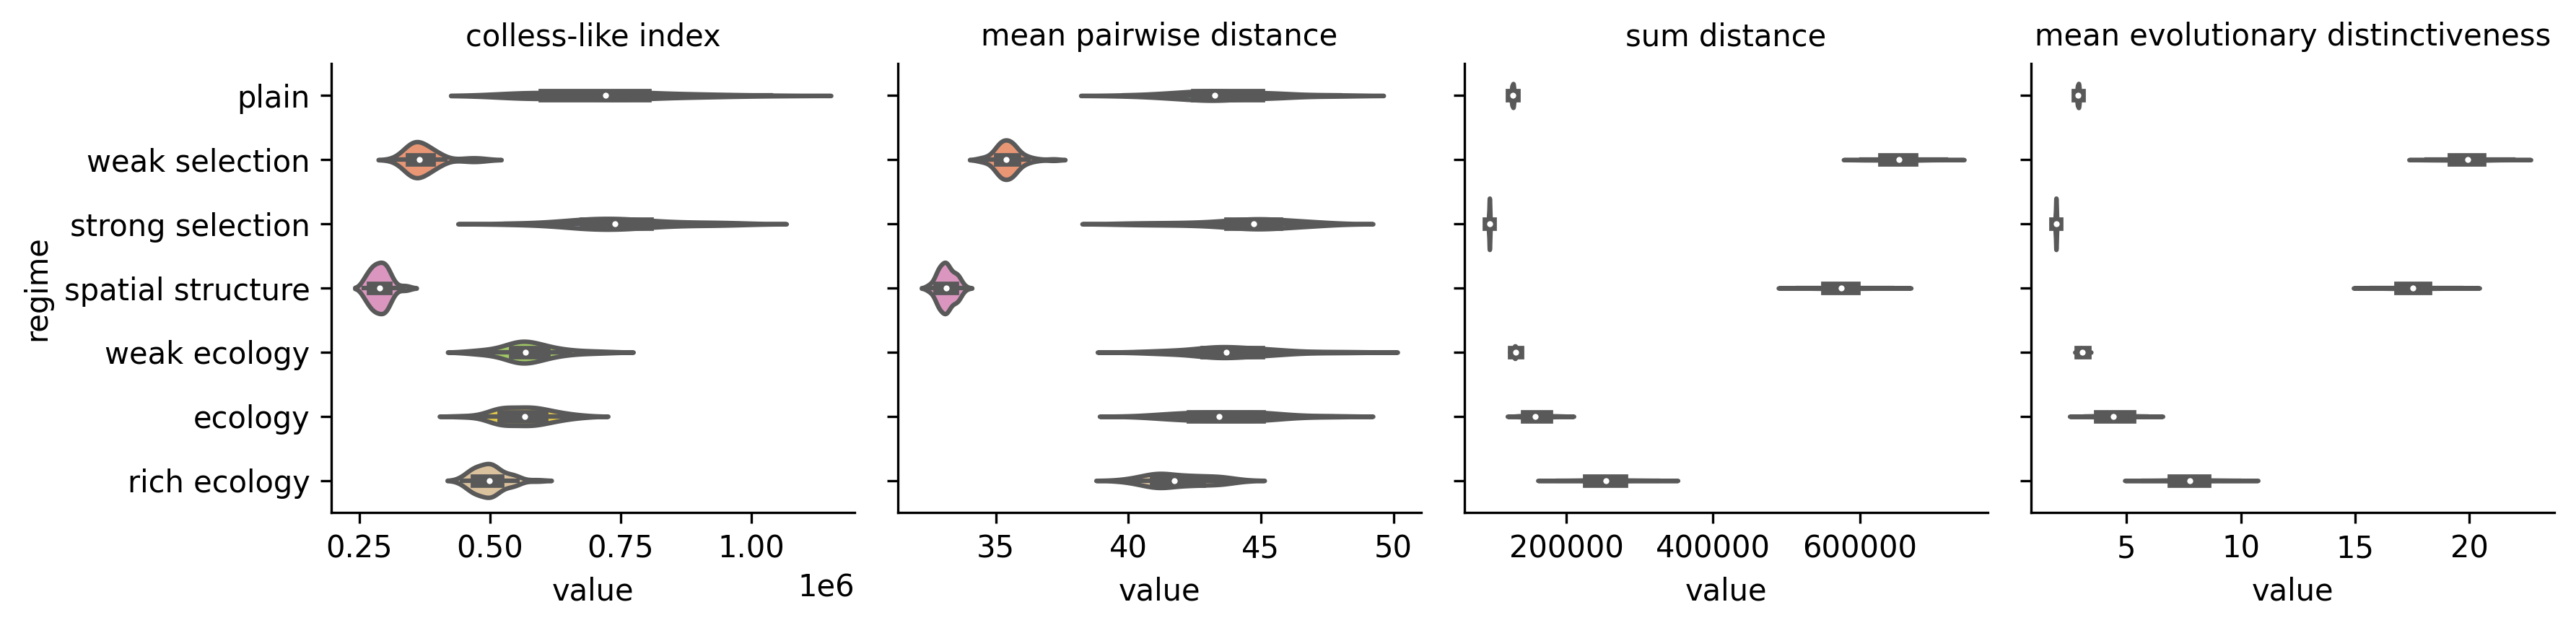 colless-like index
mean pairwise distance
sum distance
mean evolutionary distinctiveness
regime
plain
weak selection
strong selection
spatial structure
weak ecology
ecology
rich ecology
0.25 0.50 0.75 1.00
1e6
value
35 40 45 50
value
200000 400000 600000
value
5 10 15 20
value